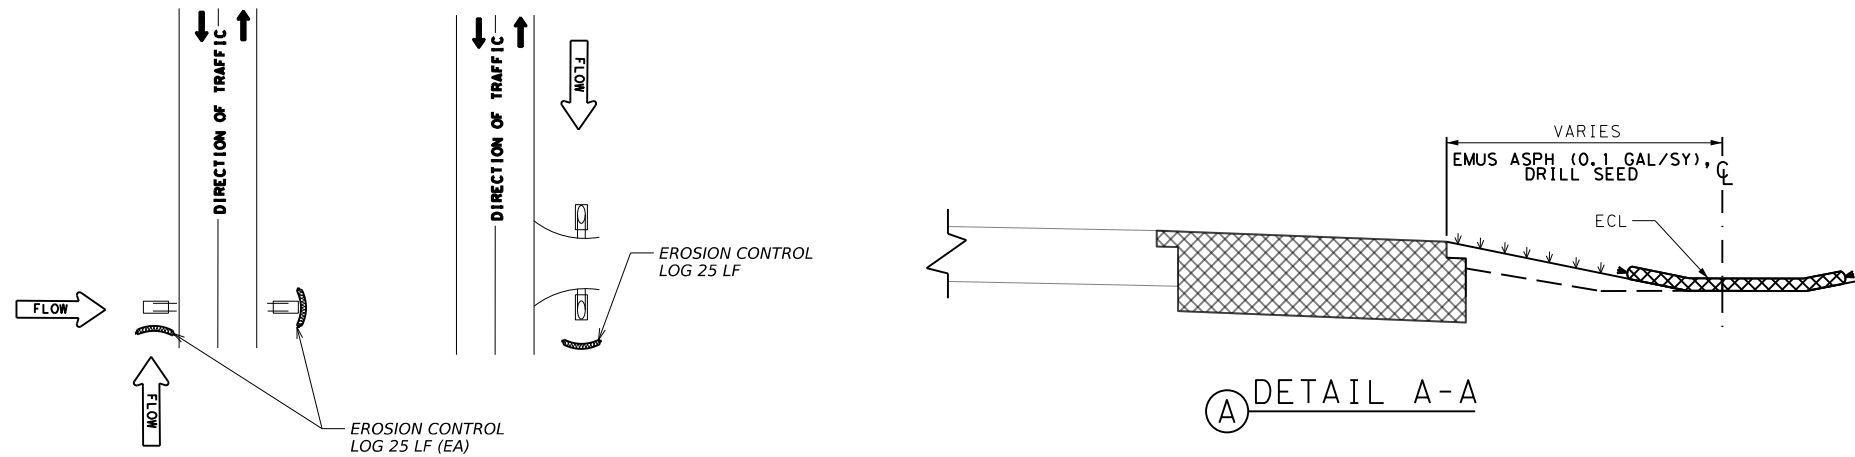 DIRECTION OF TRAFFIC
FLOW
FLOW
EROSION CONTROL
LOG 25 LF (EA)
DIRECTION OF TRAFFIC
FLOW
EROSION CONTROL
LOG 25 LF
VARIES
EMUS ASPH (0.1 GAL/SY),
DRILL SEED
℄
ECL
A DETAIL A-A